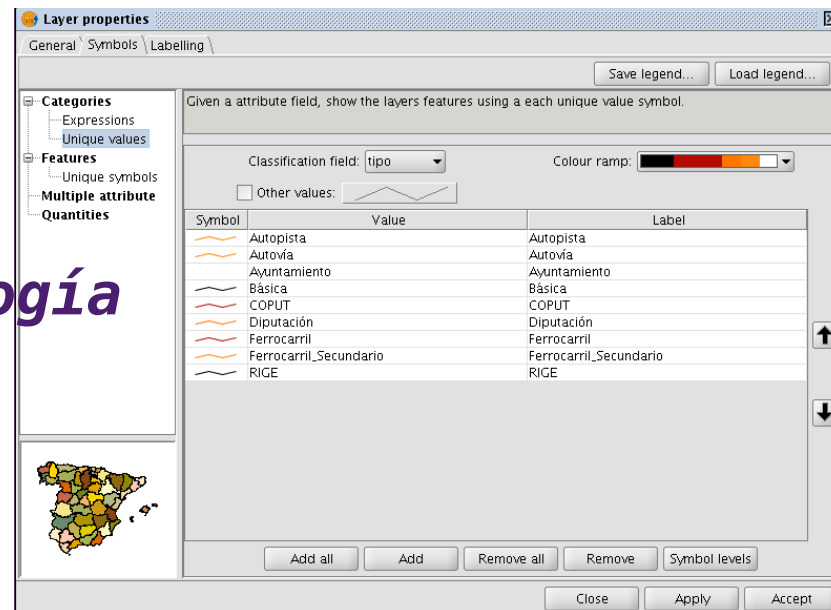 Layer properties
General Symbols Labelling
Save legend... Load legend...
Categories
Expressions
Unique values
Features
Unique symbols
Multiple attribute
Quantities
Given a attribute field, show the layers features using a each unique value symbol.
Classification field: tipo Colour ramp:
Other values:
Symbol Value Label
Autopista Autopista
Autovía Autovía
Ayuntamiento Ayuntamiento
Básica Básica
COPUT COPUT
Diputación Diputación
Ferrocarril Ferrocarril
Ferrocarril_Secundario Ferrocarril_Secundario
RIGE RIGE
ogía
Add all Add Remove all Remove Symbol levels
Close Apply Accept